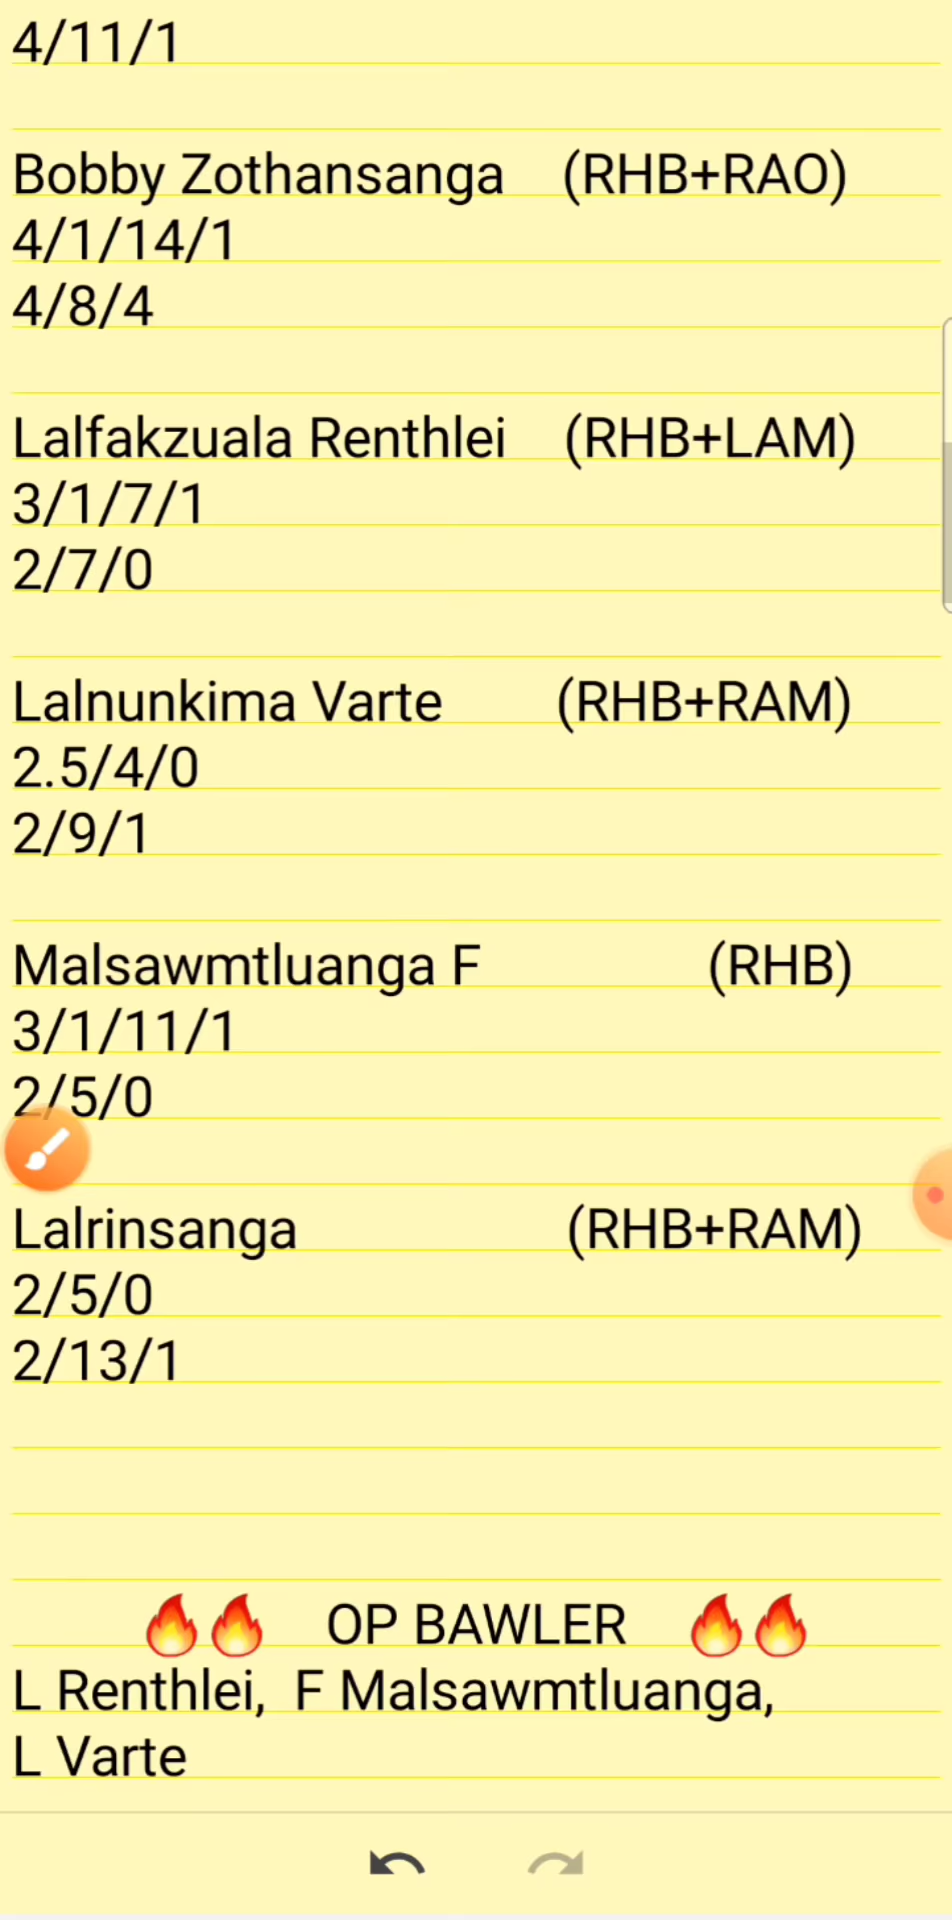 4/11/1
Bobby Zothansanga (RHB+RAO)
4/1/14/1
4/8/4
Lalfakzuala Renthlei (RHB+LAM)
3/1/7/1
2/7/0
Lalnunkima Varte (RHB+RAM)
2.5/4/0
2/9/1
Malsawmtluanga F (RHB)
3/1/11/1
2/5/0
Lalrinsanga (RHB+RAM)
2/5/0
2/13/1
🔥🔥 OP BAWLER 🔥🔥
L Renthlei, F Malsawmtluanga,
L Varte